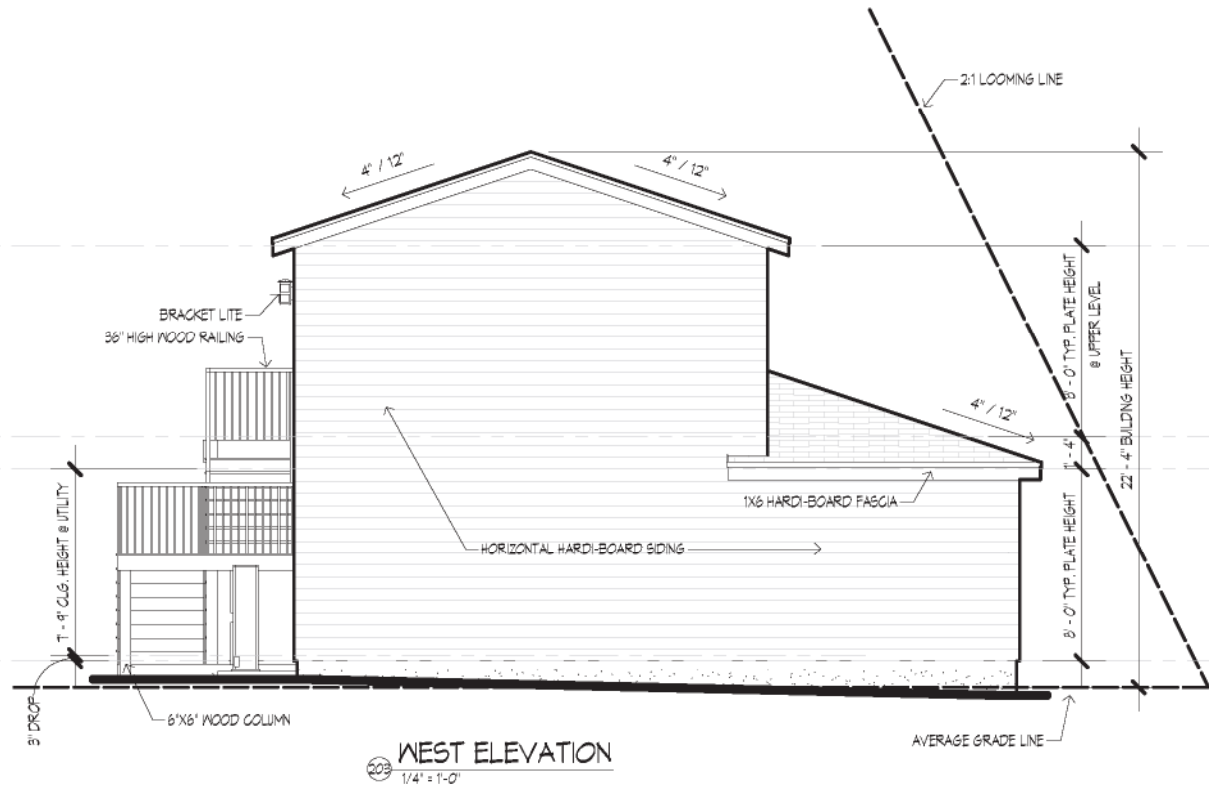 2:1 LOOMING LINE
4" / 12"
4" / 12"
BRACKET LITE
36" HIGH WOOD RAILING
8' - 0" TYP. PLATE HEIGHT
@ UPPER LEVEL
22' - 4" BUILDING HEIGHT
4" / 12"
1' - 4"
1X6 HARDI-BOARD FASCIA
HORIZONTAL HARDI-BOARD SIDING
7' - 9" CLG. HEIGHT @ UTILITY
8' - 0" TYP. PLATE HEIGHT
3" DROP
6"X6" WOOD COLUMN
AVERAGE GRADE LINE
203 WEST ELEVATION
1/4" = 1'-0"